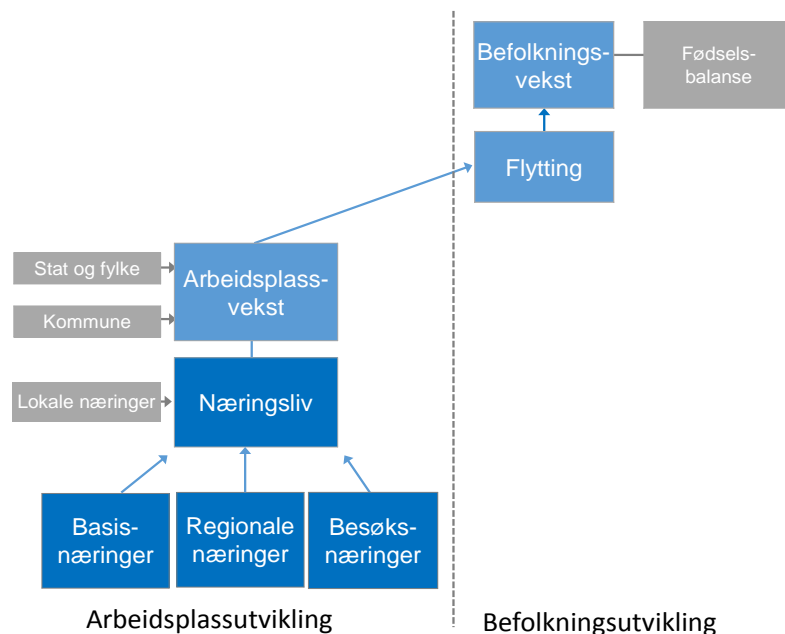 Befolknings-
vekst
Fødsels-
balanse
Flytting
Stat og fylke
Arbeidsplass-
vekst
Kommune
Lokale næringer
Næringsliv
Basis-
næringer
Regionale
næringer
Besøks-
næringer
Arbeidsplassutvikling
Befolkningsutvikling